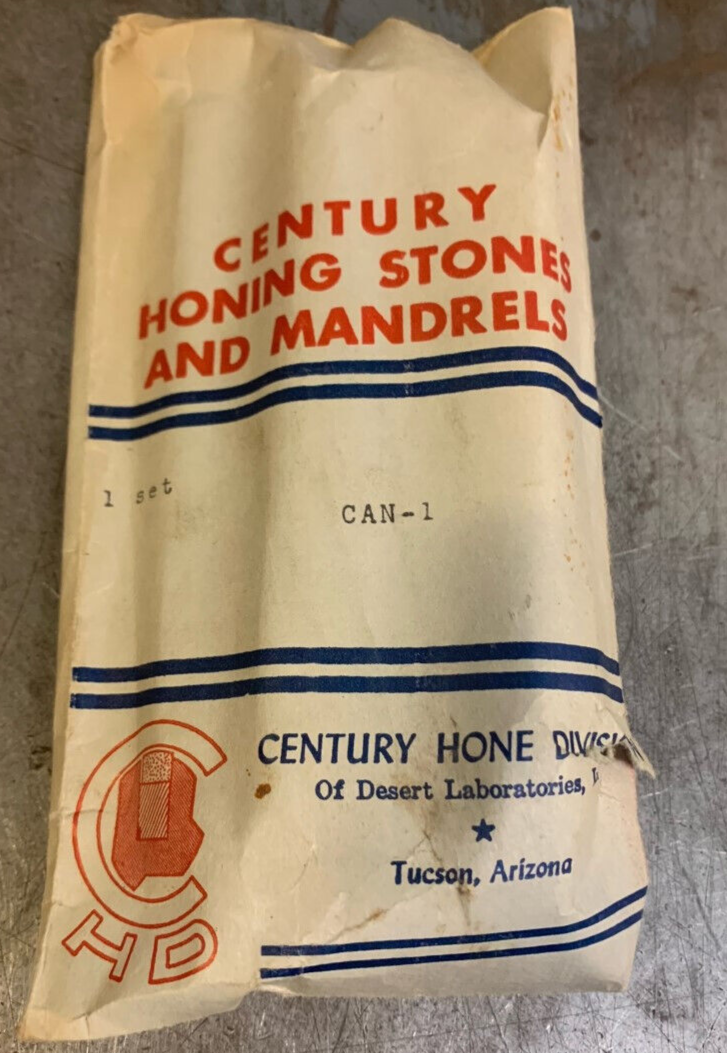 CENTURY
HONING STONES
AND MANDRELS
1 set
CAN-1
CENTURY HONE
Of Desert Laboratories,
Tucson, Arizona
CHD